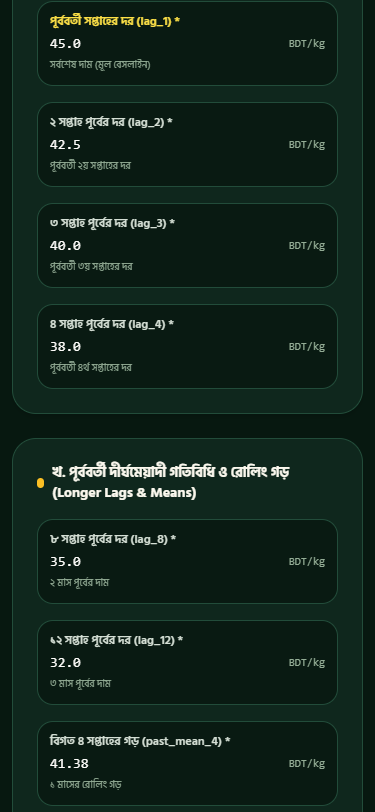 পূর্ববর্তী সপ্তাহের দর (lag_1) *
45.0 BDT/kg
সর্বশেষ দাম (মূল বেসলাইন)
২ সপ্তাহ পূর্বের দর (lag_2) *
42.5 BDT/kg
পূর্ববর্তী ২য় সপ্তাহের দর
৩ সপ্তাহ পূর্বের দর (lag_3) *
40.0 BDT/kg
পূর্ববর্তী ৩য় সপ্তাহের দর
৪ সপ্তাহ পূর্বের দর (lag_4) *
38.0 BDT/kg
পূর্ববর্তী ৪র্থ সপ্তাহের দর
খ. পূর্ববর্তী দীর্ঘমেয়াদী গতিবিধি ও রোলিং গড়
(Longer Lags & Means)
৮ সপ্তাহ পূর্বের দর (lag_8) *
35.0 BDT/kg
২ মাস পূর্বের দাম
১২ সপ্তাহ পূর্বের দর (lag_12) *
32.0 BDT/kg
৩ মাস পূর্বের দাম
বিগত ৪ সপ্তাহের গড় (past_mean_4) *
41.38 BDT/kg
১ মাসের রোলিং গড়